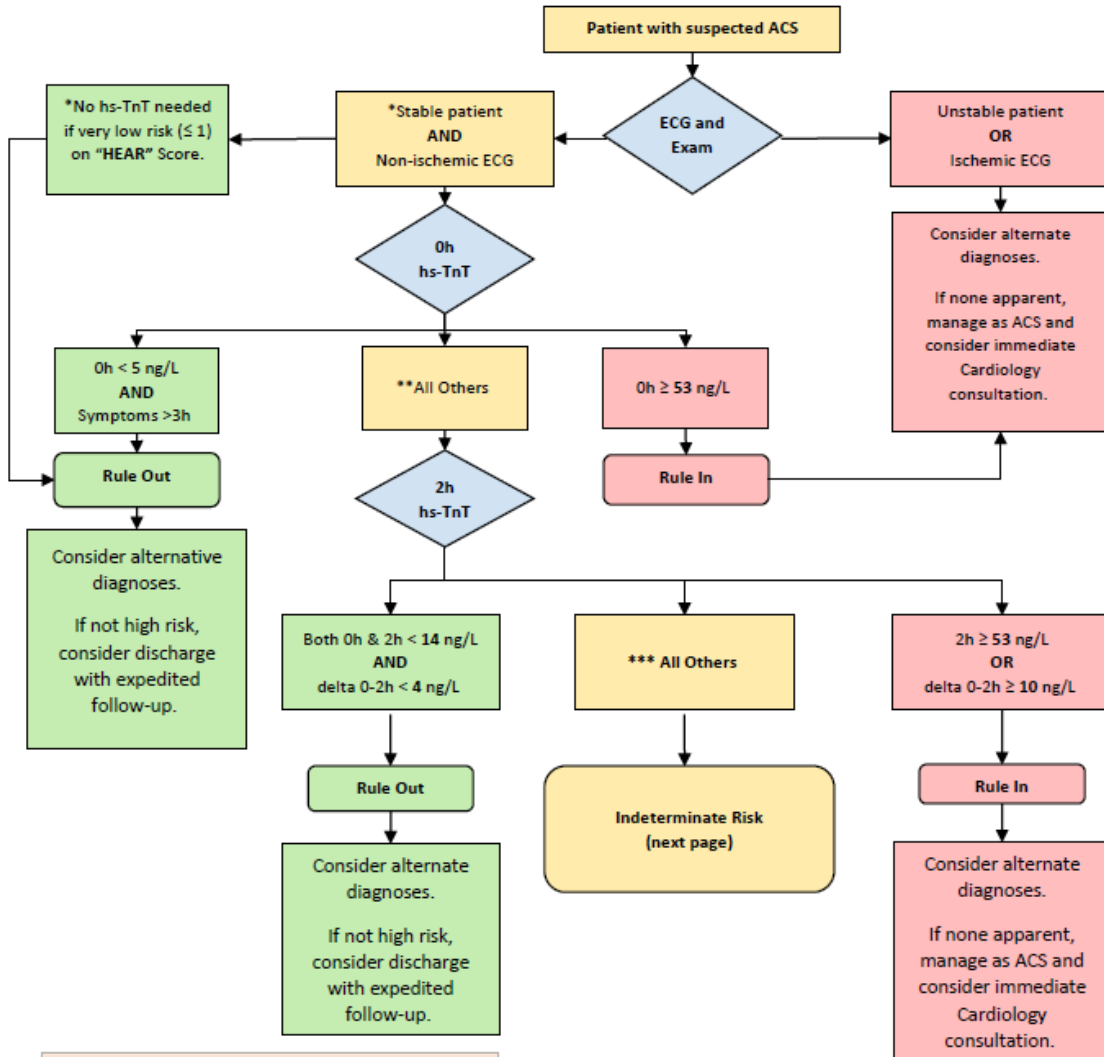 Patient with suspected ACS
*No hs-TnT needed
if very low risk (≤ 1)
on “HEAR” Score.
*Stable patient
AND
Non-ischemic ECG
ECG and
Exam
Unstable patient
OR
Ischemic ECG
0h
hs-TnT
Consider alternate
diagnoses.
If none apparent,
manage as ACS and
consider immediate
Cardiology
consultation.
0h < 5 ng/L
AND
Symptoms >3h
**All Others
0h ≥ 53 ng/L
Rule Out
2h
hs-TnT
Rule In
Consider alternative
diagnoses.
If not high risk,
consider discharge
with expedited
follow-up.
Both 0h & 2h < 14 ng/L
AND
delta 0-2h < 4 ng/L
*** All Others
2h ≥ 53 ng/L
OR
delta 0-2h ≥ 10 ng/L
Rule Out
Indeterminate Risk
(next page)
Rule In
Consider alternate
diagnoses.
If not high risk,
consider discharge
with expedited
follow-up.
Consider alternate
diagnoses.
If none apparent,
manage as ACS and
consider immediate
Cardiology
consultation.